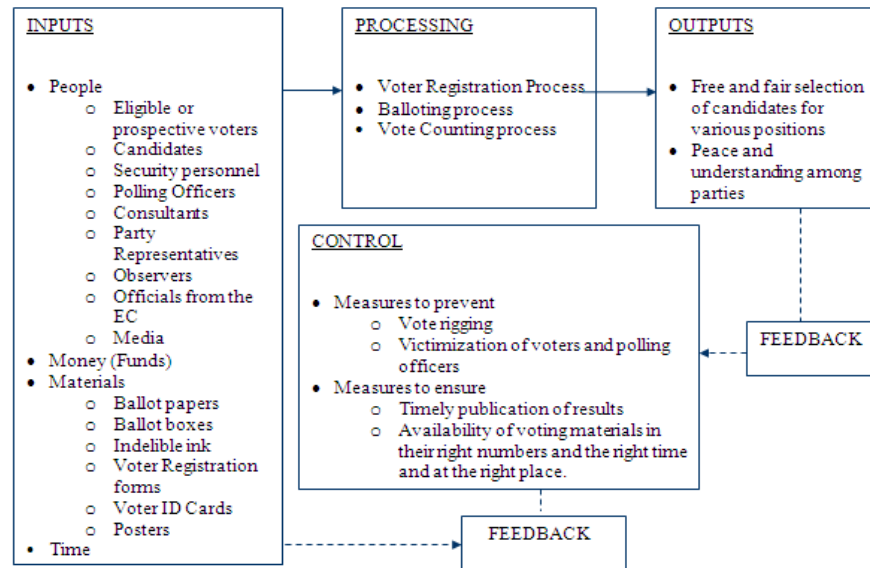 INPUTS
• People
o Eligible or
prospective voters
o Candidates
o Security personnel
o Polling Officers
o Consultants
o Party
Representatives
o Observers
o Officials from the
EC
o Media
• Money (Funds)
• Materials
o Ballot papers
o Ballot boxes
o Indelible ink
o Voter Registration
forms
o Voter ID Cards
o Posters
• Time
PROCESSING
• Voter Registration Process
• Balloting process
• Vote Counting process
OUTPUTS
• Free and fair selection
of candidates for
various positions
• Peace and
understanding among
parties
CONTROL
• Measures to prevent
o Vote rigging
o Victimization of voters and polling
officers
• Measures to ensure
o Timely publication of results
o Availability of voting materials in
their right numbers and the right time
and at the right place.
FEEDBACK
FEEDBACK